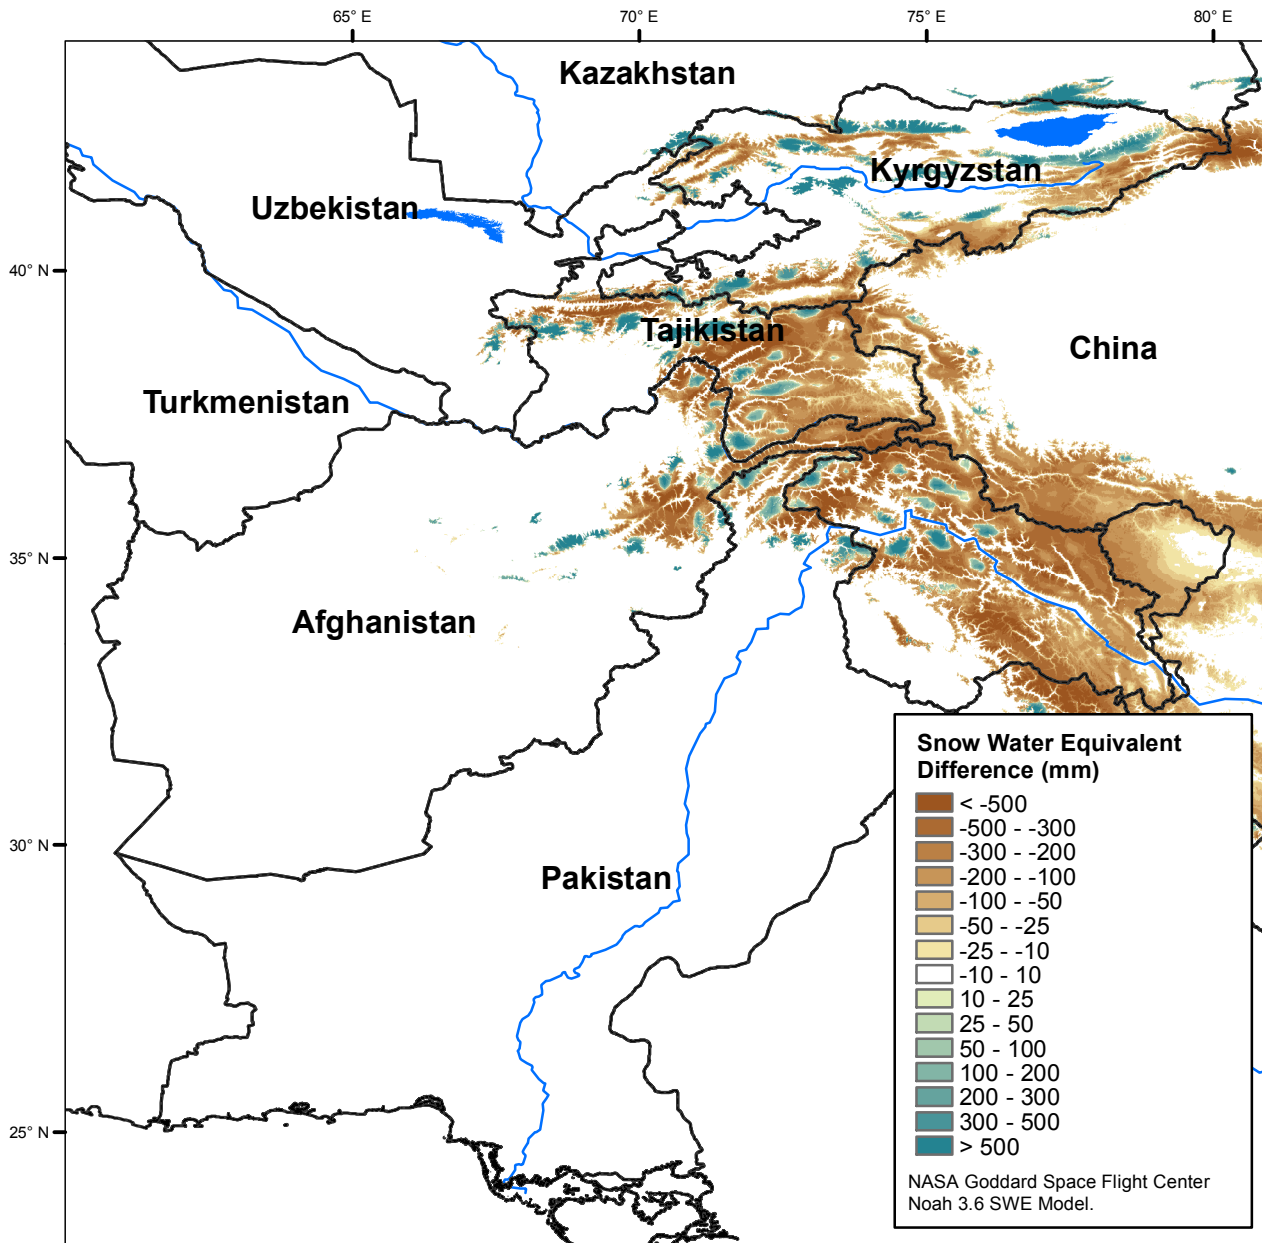 65° E
70° E
75° E
80° E
Kazakhstan
Kyrgyzstan
Uzbekistan
40° N
Tajikistan
China
Turkmenistan
35° N
Afghanistan
Snow Water Equivalent
Difference (mm)
< -500
-500 - -300
-300 - -200
-200 - -100
-100 - -50
-50 - -25
-25 - -10
-10 - 10
10 - 25
25 - 50
50 - 100
100 - 200
200 - 300
300 - 500
> 500
NASA Goddard Space Flight Center
Noah 3.6 SWE Model.
30° N
Pakistan
25° N